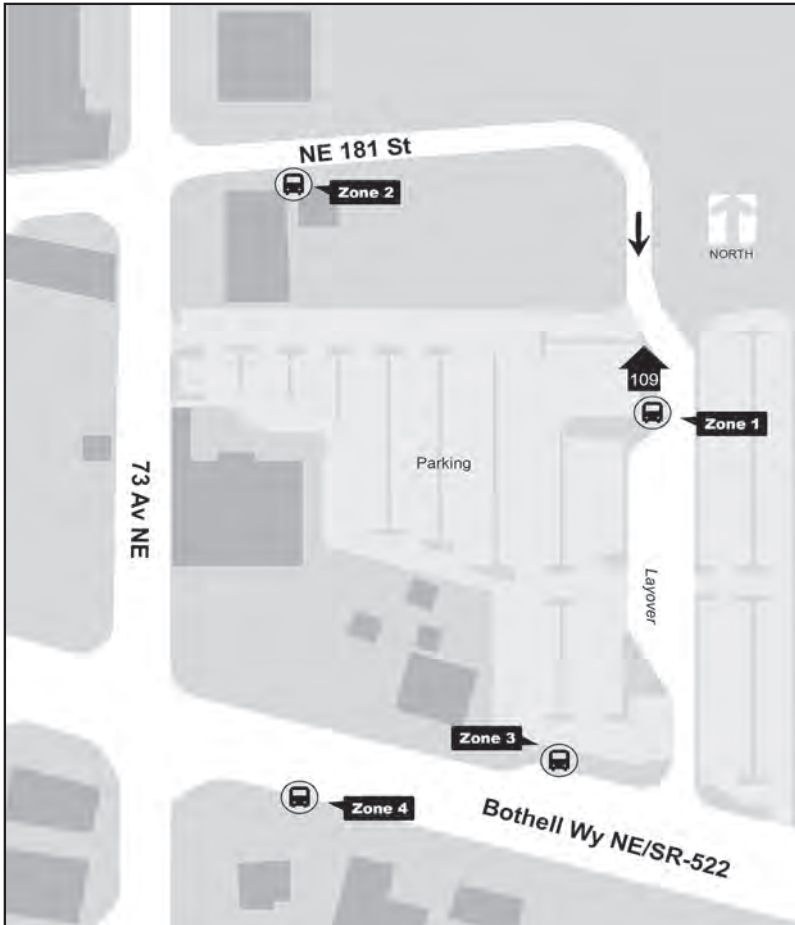 NE 181 St
Zone 2
NORTH
109
Zone 1
Parking
73 Av NE
Layover
Zone 3
Zone 4
Bothell Wy NE/SR-522